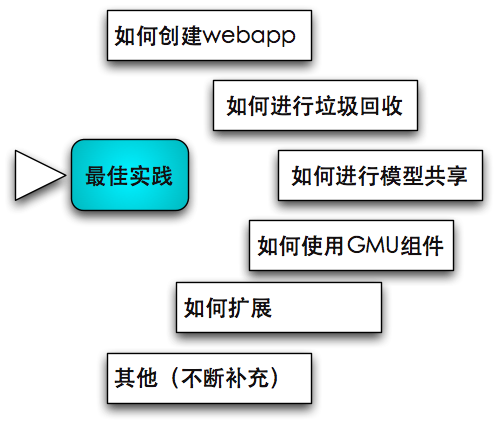 如何创建webapp
如何进行垃圾回收
最佳实践
如何进行模型共享
如何使用GMU组件
如何扩展
其他（不断补充）